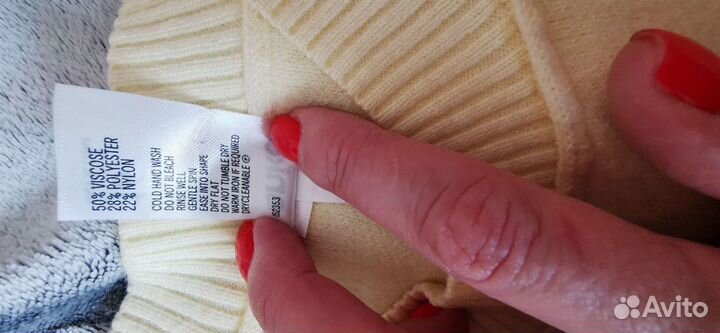 50% VISCOSE
28% POLYESTER
22% NYLON
COLD HAND WASH
DO NOT BLEACH
RINSE WELL
GENTLE SPIN
EASE INTO SHAPE
DRY FLAT
DO NOT TUMBLE DRY
WARM IRON IF REQUIRED
DRYCLEANABLE Ⓟ
Avito